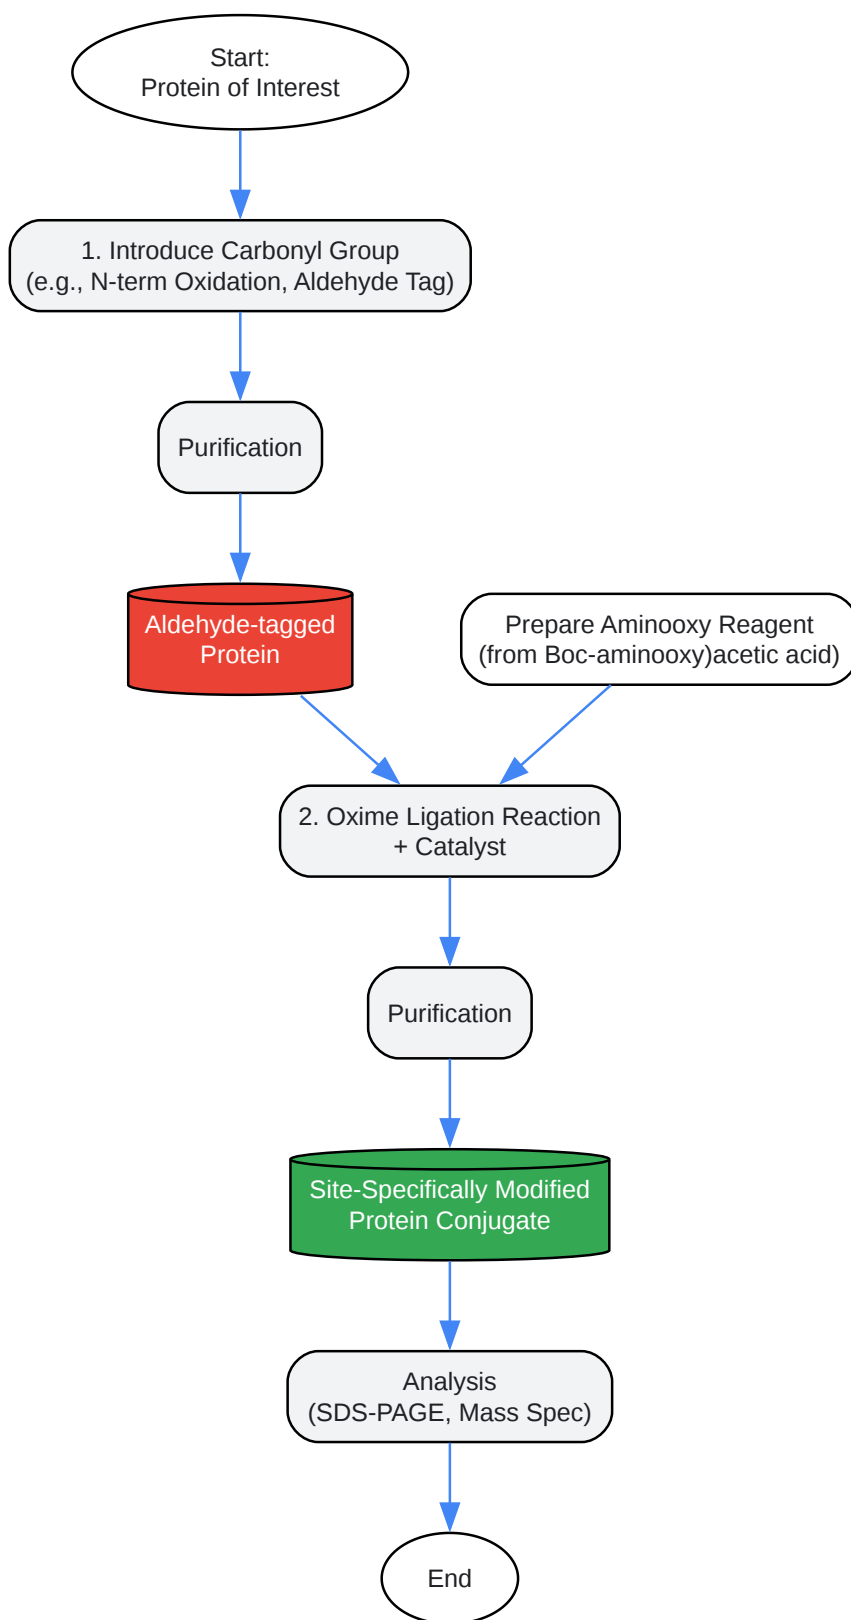 Start:
Protein of Interest
1. Introduce Carbonyl Group
(e.g., N-term Oxidation, Aldehyde Tag)
Purification
Aldehyde-tagged
Protein
Prepare Aminooxy Reagent
(from Boc-aminooxy)acetic acid)
2. Oxime Ligation Reaction
+ Catalyst
Purification
Site-Specifically Modified
Protein Conjugate
Analysis
(SDS-PAGE, Mass Spec)
End